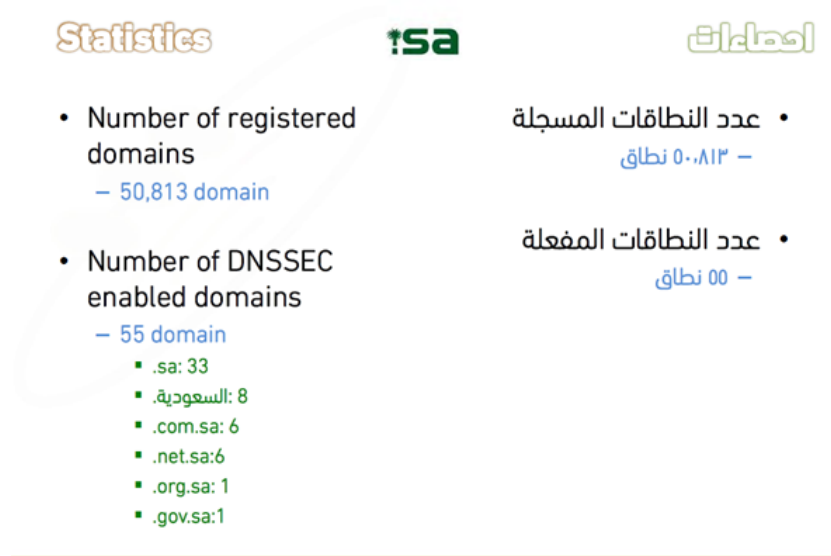 Statistics
sa
احصاءات
• Number of registered
domains
– 50,813 domain
• Number of DNSSEC
enabled domains
– 55 domain
▪ .sa: 33
▪ .السعودية: 8
▪ .com.sa: 6
▪ .net.sa:6
▪ .org.sa: 1
▪ .gov.sa:1
• عدد النطاقات المسجلة
– ٥٠،٨١٣ نطاق
• عدد النطاقات المفعلة
– ٥٥ نطاق